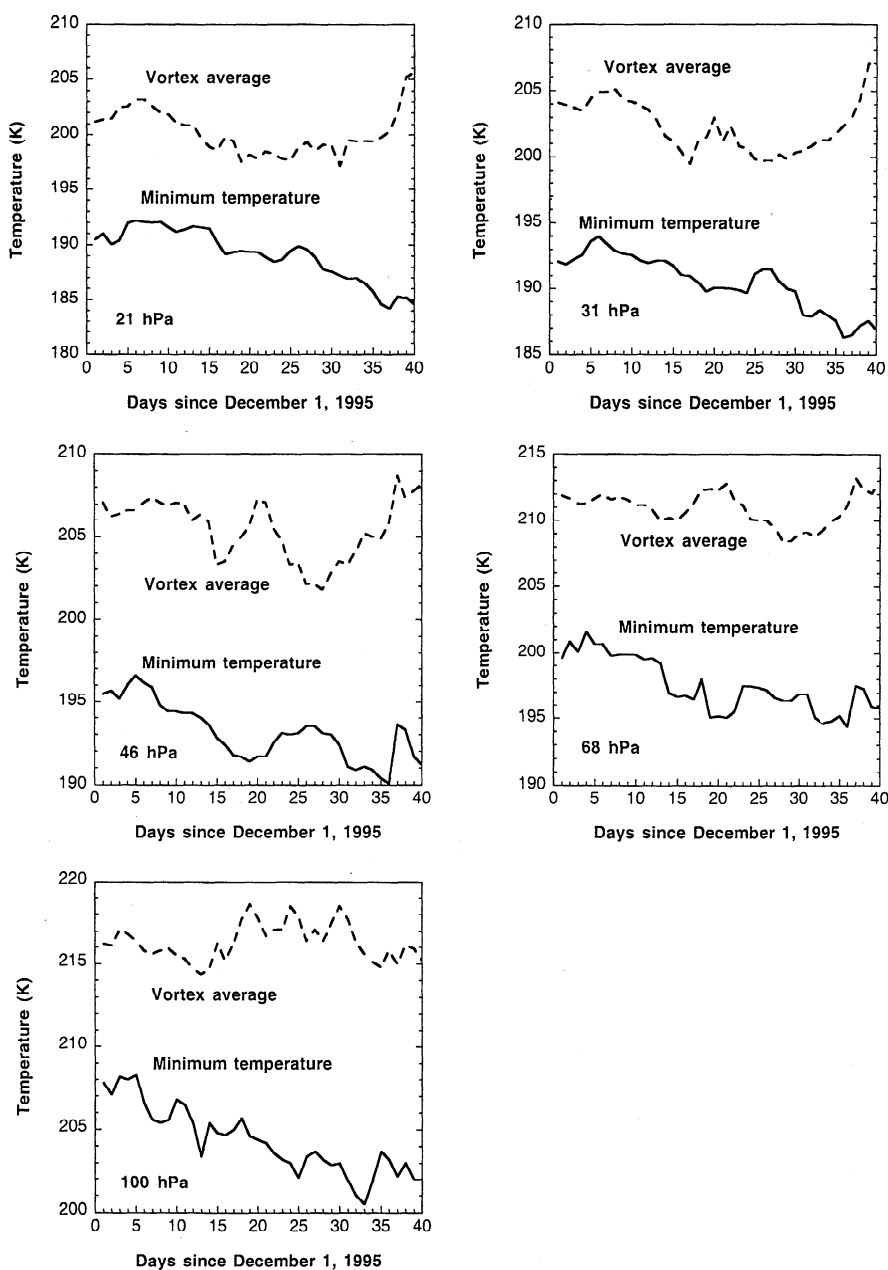 210
205
200
195
190
185
180
Temperature (K)
Vortex average
Minimum temperature
21 hPa
0 5 10 15 20 25 30 35 40
Days since December 1, 1995
210
205
200
195
190
185
Temperature (K)
Vortex average
Minimum temperature
31 hPa
0 5 10 15 20 25 30 35 40
Days since December 1, 1995
210
205
200
195
190
Temperature (K)
Vortex average
Minimum temperature
46 hPa
0 5 10 15 20 25 30 35 40
Days since December 1, 1995
215
210
205
200
195
190
Temperature (K)
Vortex average
Minimum temperature
68 hPa
0 5 10 15 20 25 30 35 40
Days since December 1, 1995
220
215
210
205
200
Temperature (K)
Vortex average
Minimum temperature
100 hPa
0 5 10 15 20 25 30 35 40
Days since December 1, 1995